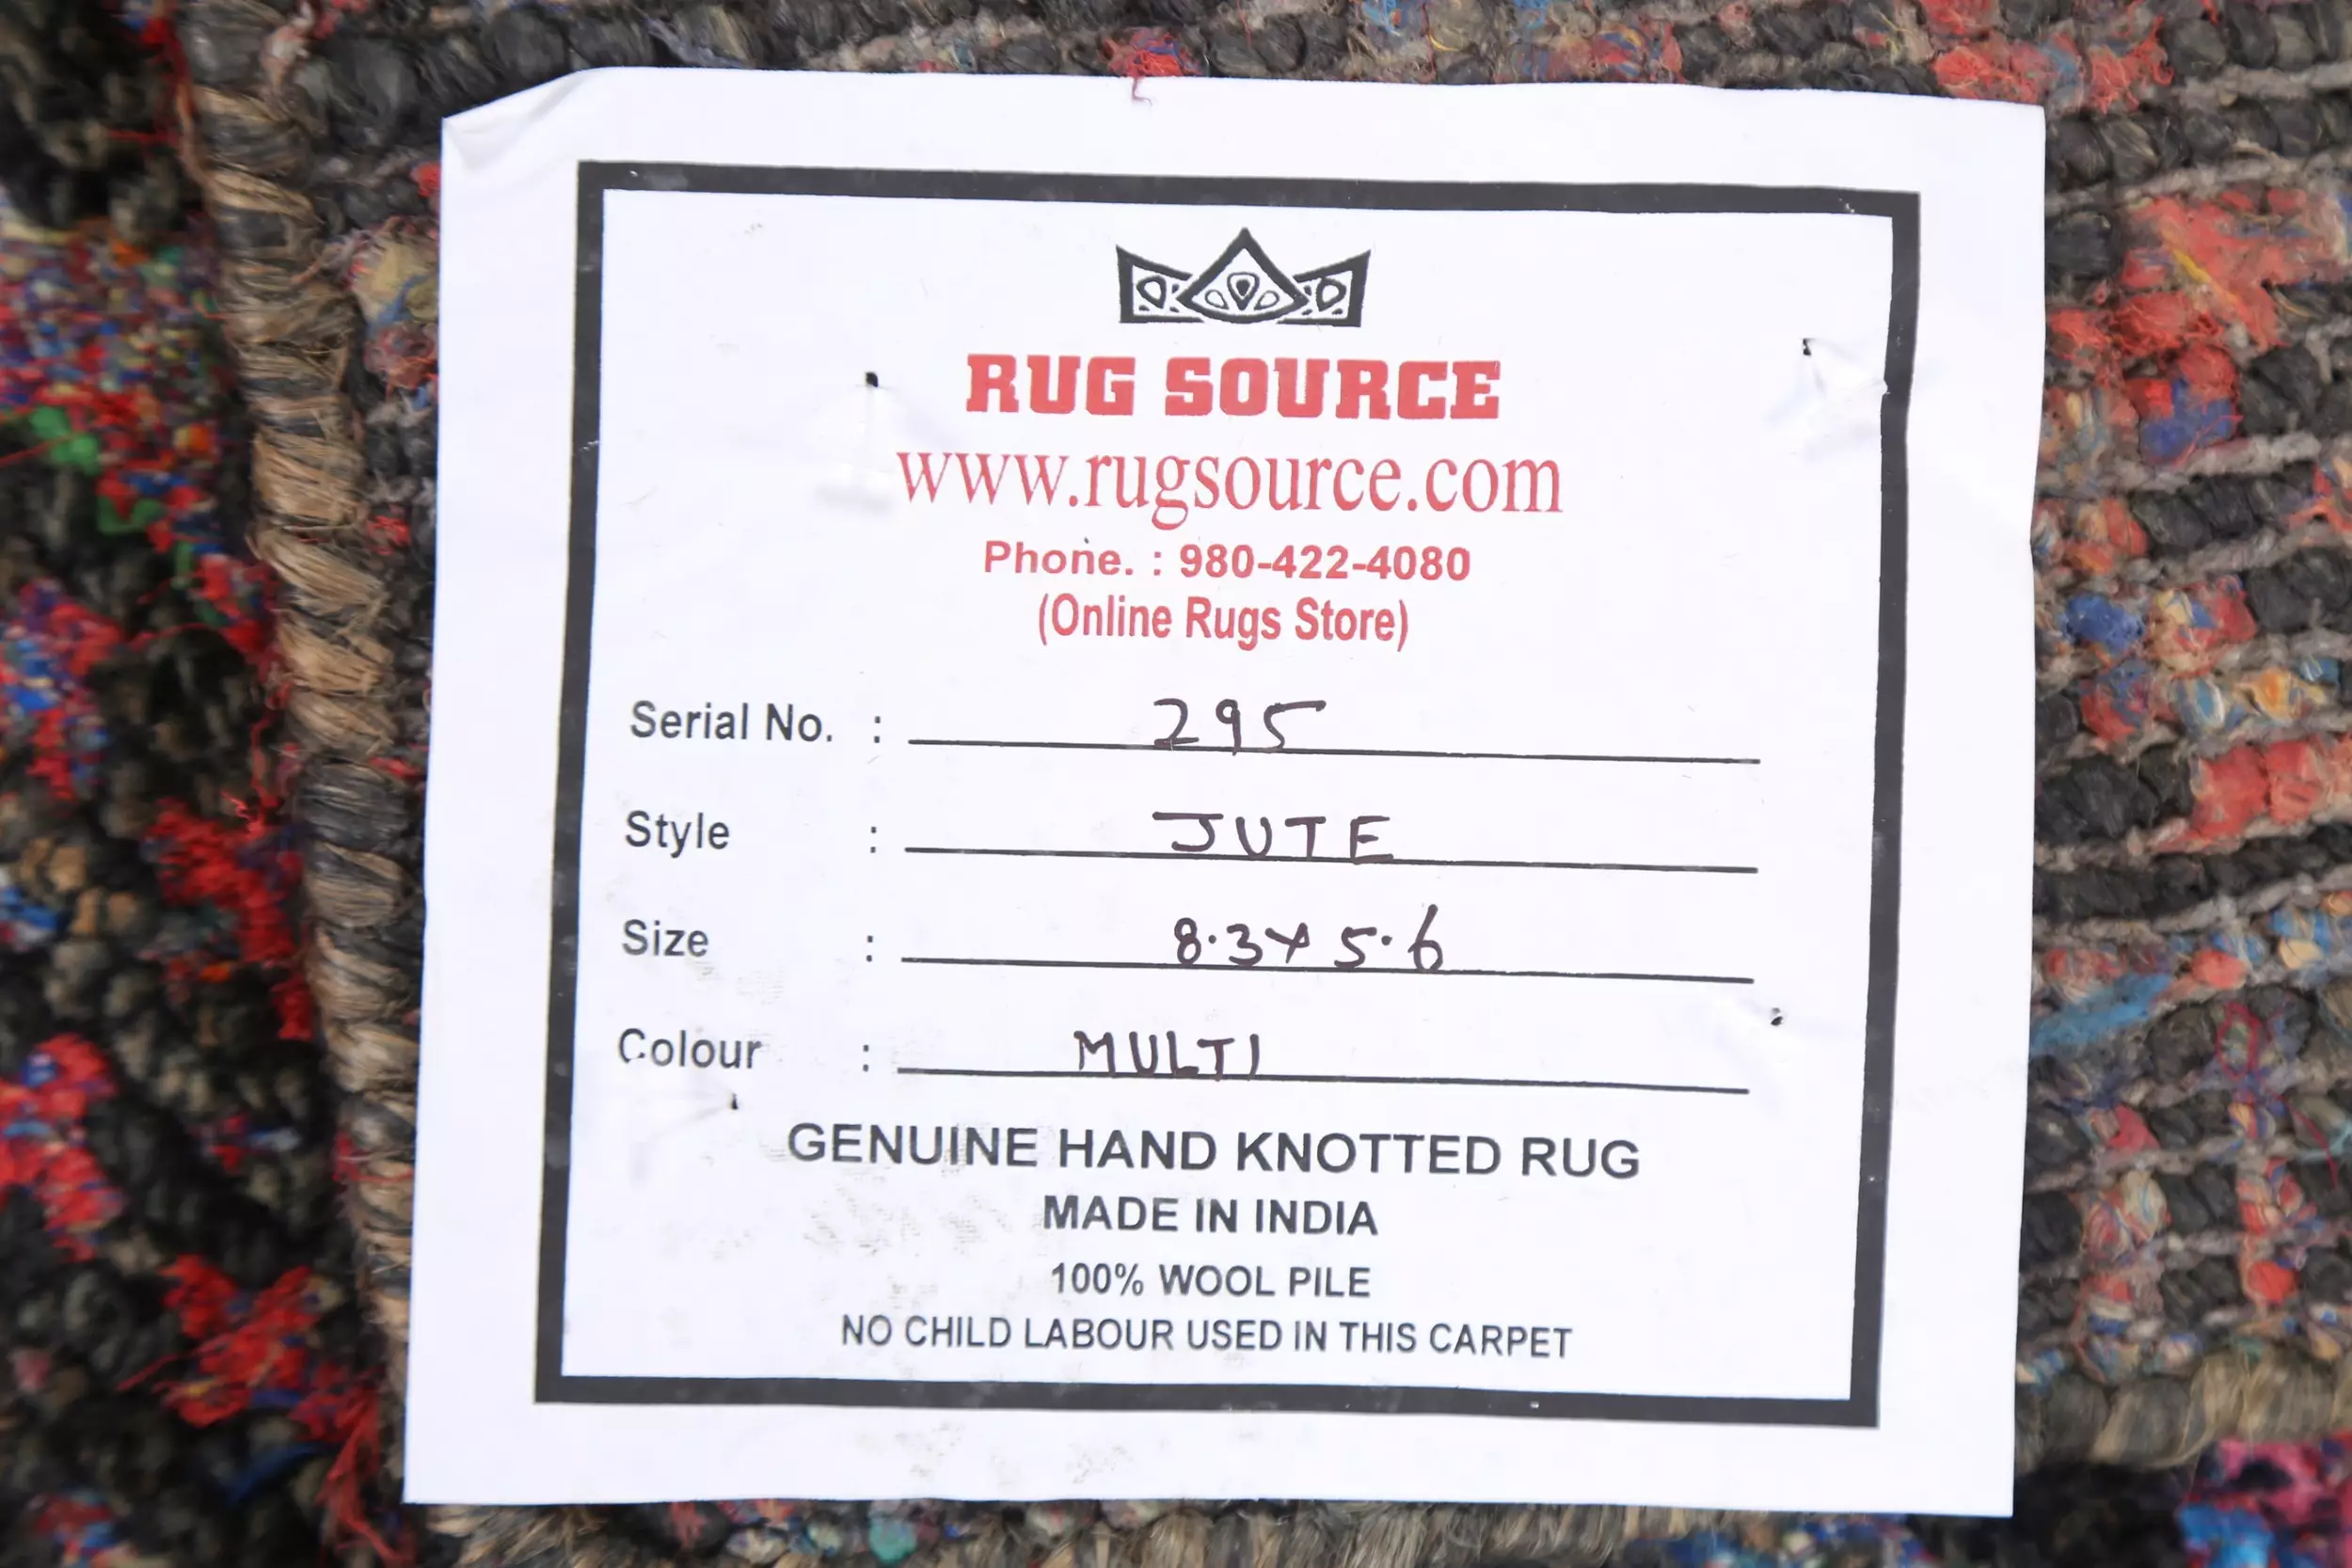 RUG SOURCE
www.rugsource.com
Phone. : 980-422-4080
(Online Rugs Store)
Serial No. : 295
Style : JUTE
Size : 8.3 x 5.6
Colour : MULTI
GENUINE HAND KNOTTED RUG
MADE IN INDIA
100% WOOL PILE
NO CHILD LABOUR USED IN THIS CARPET